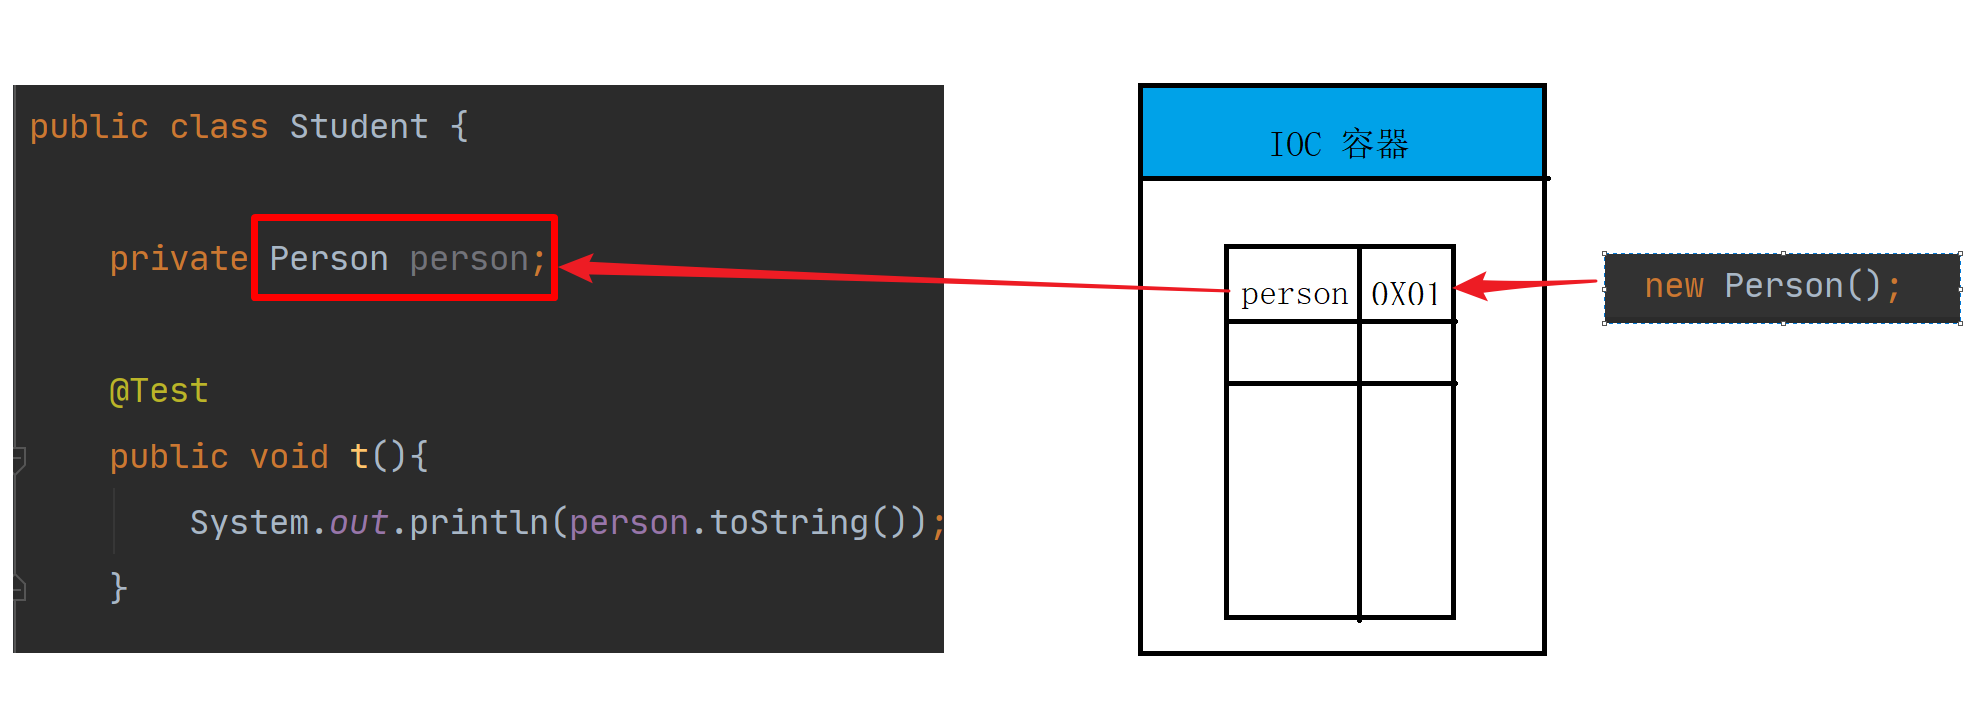 public class Student {
private Person person;
@Test
public void t(){
System.out.println(person.toString());
}
IOC 容器
person 0X01
new Person();